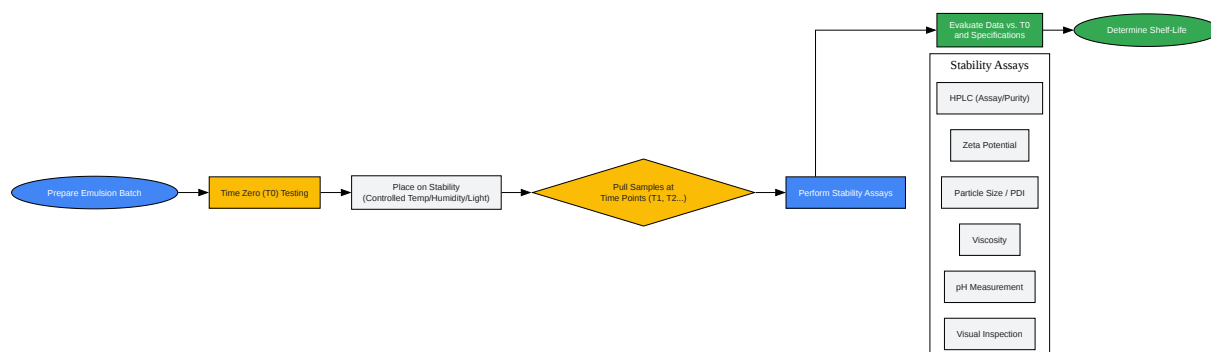 Prepare Emulsion Batch
Time Zero (T0) Testing
Place on Stability
(Controlled Temp/Humidity/Light)
Pull Samples at
Time Points (T1, T2...)
Perform Stability Assays
Evaluate Data vs. T0
and Specifications
Determine Shelf-Life
Stability Assays
HPLC (Assay/Purity)
Zeta Potential
Particle Size / PDI
Viscosity
pH Measurement
Visual Inspection